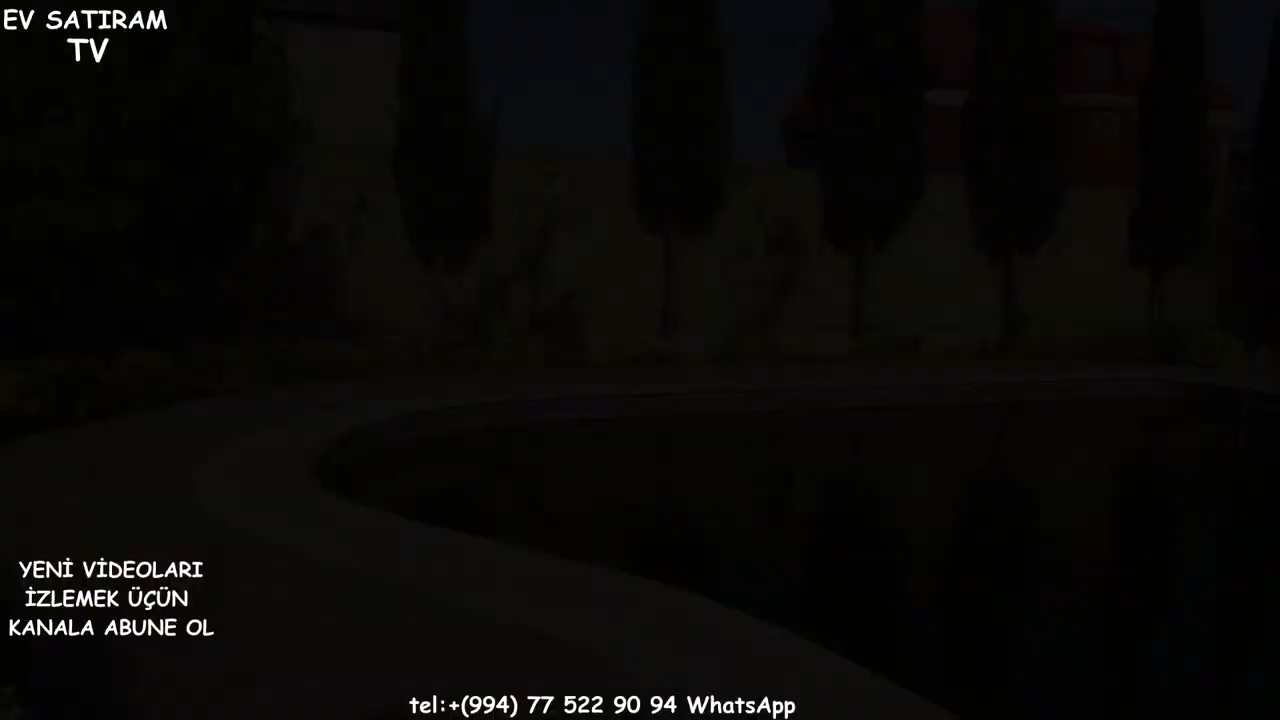 EV SATIRAM
TV
YENİ VİDEOLARI
İZLEMEK ÜÇÜN
KANALA ABUNE OL
tel:+(994) 77 522 90 94 WhatsApp